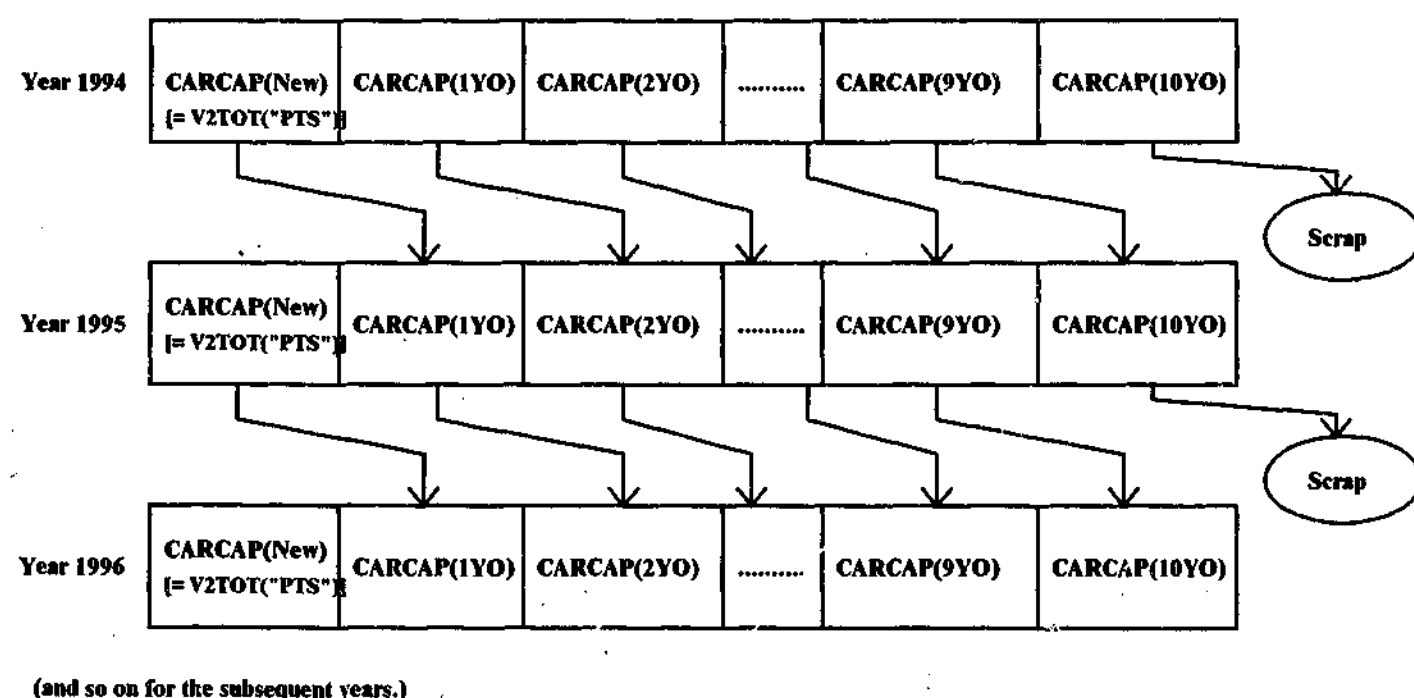 Year 1994 CARCAP(New) CARCAP(1YO) CARCAP(2YO) .......... CARCAP(9YO) CARCAP(10YO)
[= V2TOT("PTS")]
Scrap
Year 1995 CARCAP(New) CARCAP(1YO) CARCAP(2YO) .......... CARCAP(9YO) CARCAP(10YO)
[= V2TOT("PTS")]
Scrap
Year 1996 CARCAP(New) CARCAP(1YO) CARCAP(2YO) .......... CARCAP(9YO) CARCAP(10YO)
[= V2TOT("PTS")]
(and so on for the subsequent years.)